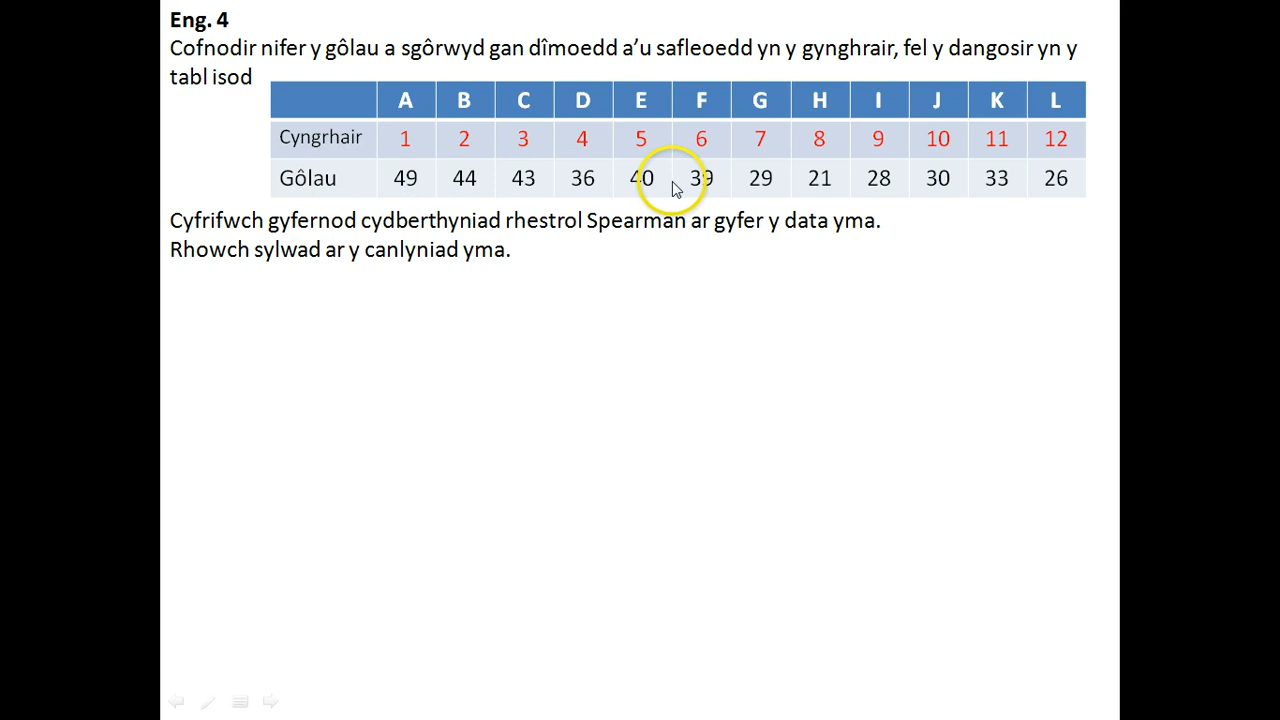 Eng. 4
Cofnodir nifer y gôlau a sgôrwyd gan dîmoedd a’u safleoedd yn y gynghrair, fel y dangosir yn y
tabl isod
A B C D E F G H I J K L
Cyngrhair 1 2 3 4 5 6 7 8 9 10 11 12
Gôlau 49 44 43 36 40 39 29 21 28 30 33 26
Cyfrifwch gyfernod cydberthyniad rhestrol Spearman ar gyfer y data yma.
Rhowch sylwad ar y canlyniad yma.